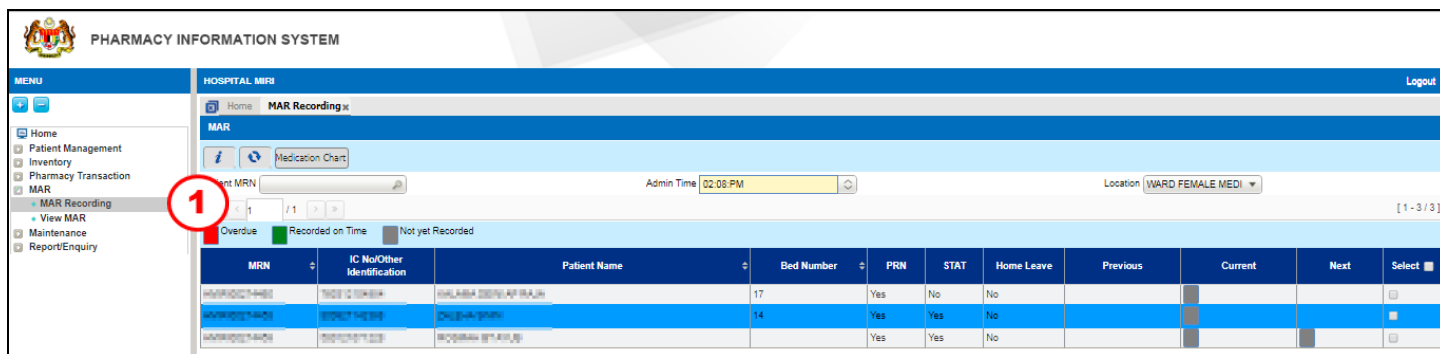 PHARMACY INFORMATION SYSTEM
MENU
HOSPITAL MIRI
Logout
Home
MAR Recording
MAR
Home
Patient Management
Inventory
Pharmacy Transaction
MAR
MAR Recording
View MAR
Maintenance
Report/Enquiry
i
Medication Chart
MRN
Admin Time 02:08:PM
Location WARD FEMALE MEDI
1
1 / 1
[ 1 - 3 / 3 ]
Overdue Recorded on Time Not yet Recorded
MRN IC No/Other Identification Patient Name Bed Number PRN STAT Home Leave Previous Current Next Select
17 Yes No No
14 Yes Yes No
Yes Yes No